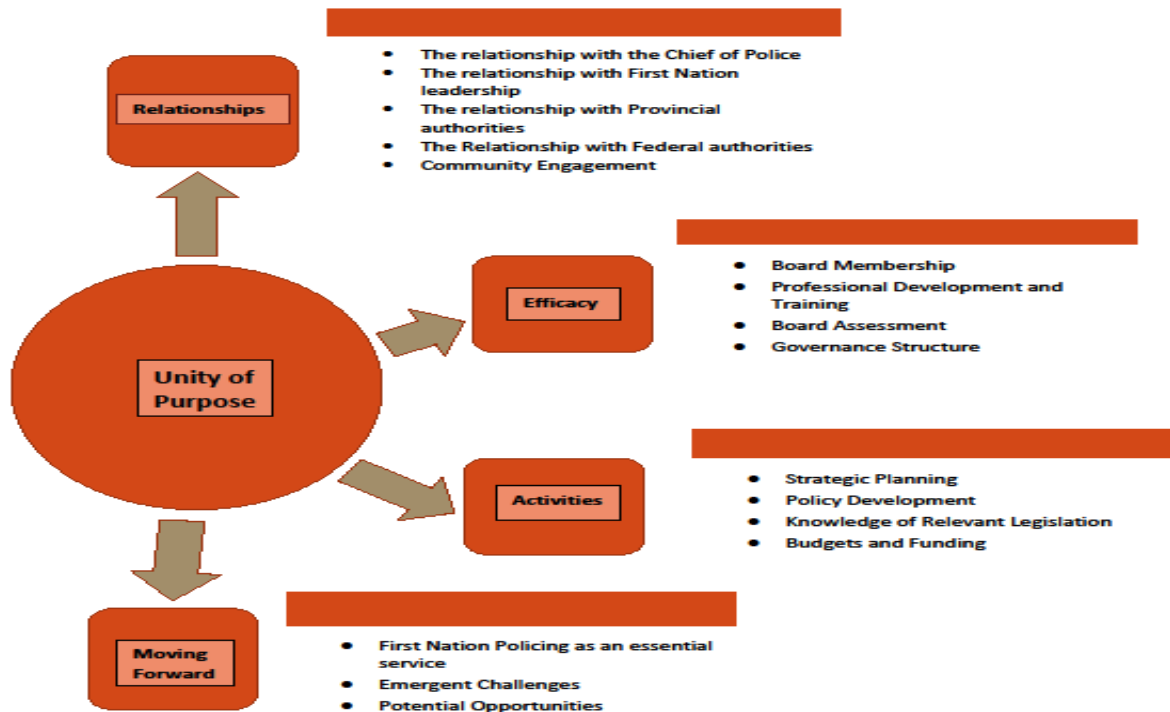 ● The relationship with the Chief of Police
● The relationship with First Nation
leadership
● The relationship with Provincial
authorities
● The Relationship with Federal authorities
● Community Engagement
Relationships
● Board Membership
● Professional Development and
Training
● Board Assessment
● Governance Structure
Efficacy
Unity of
Purpose
● Strategic Planning
● Policy Development
● Knowledge of Relevant Legislation
● Budgets and Funding
Activities
● First Nation Policing as an essential
service
● Emergent Challenges
● Potential Opportunities
Moving
Forward